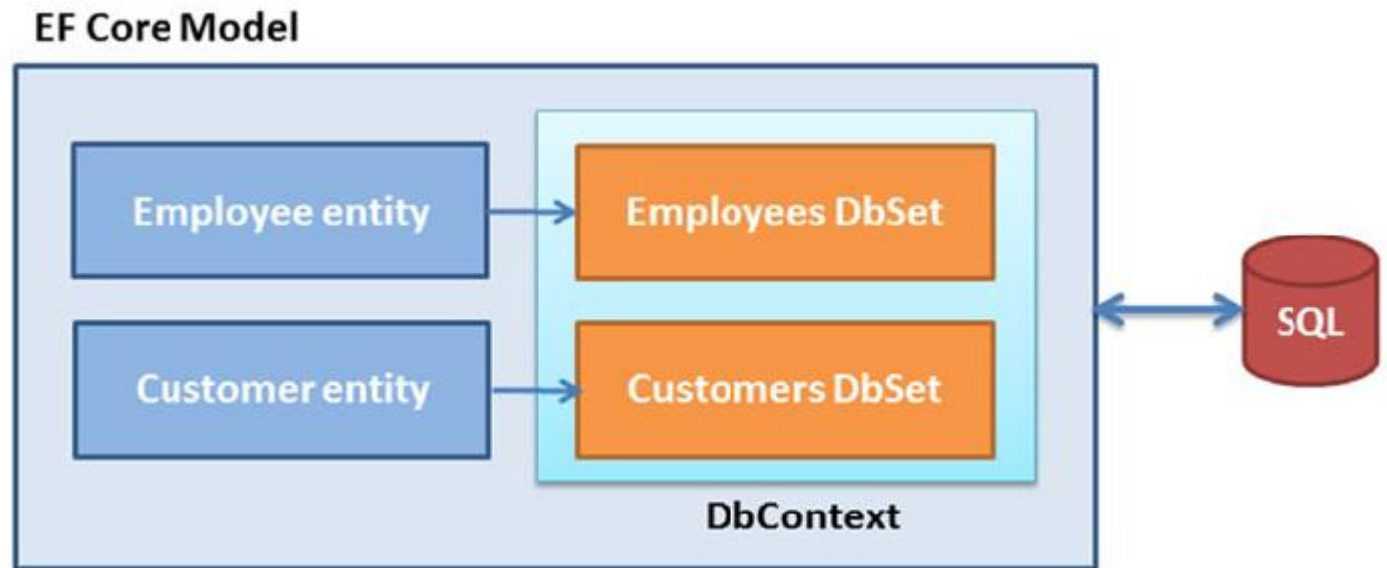 EF Core Model
Employee entity
Employees DbSet
Customer entity
Customers DbSet
SQL
DbContext